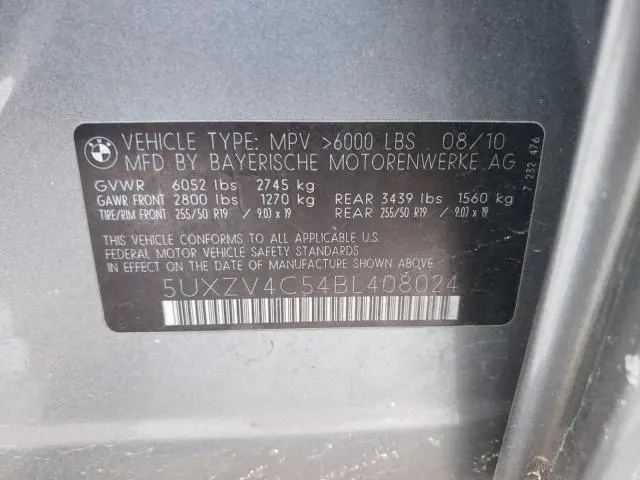 BMW
VEHICLE TYPE: MPV >6000 LBS 08/10
MFD BY BAYERISCHE MOTORENWERKE AG
GVWR 6052 lbs 2745 kg
GAWR FRONT 2800 lbs 1270 kg REAR 3439 lbs 1560 kg
TIRE/RIM FRONT 255/50 R19 / 9.0J x 19 REAR 255/50 R19 / 9.0J x 19
THIS VEHICLE CONFORMS TO ALL APPLICABLE U.S.
FEDERAL MOTOR VEHICLE SAFETY STANDARDS
IN EFFECT ON THE DATE OF MANUFACTURE SHOWN ABOVE.
5UXZV4C54BL408024
7 232 476